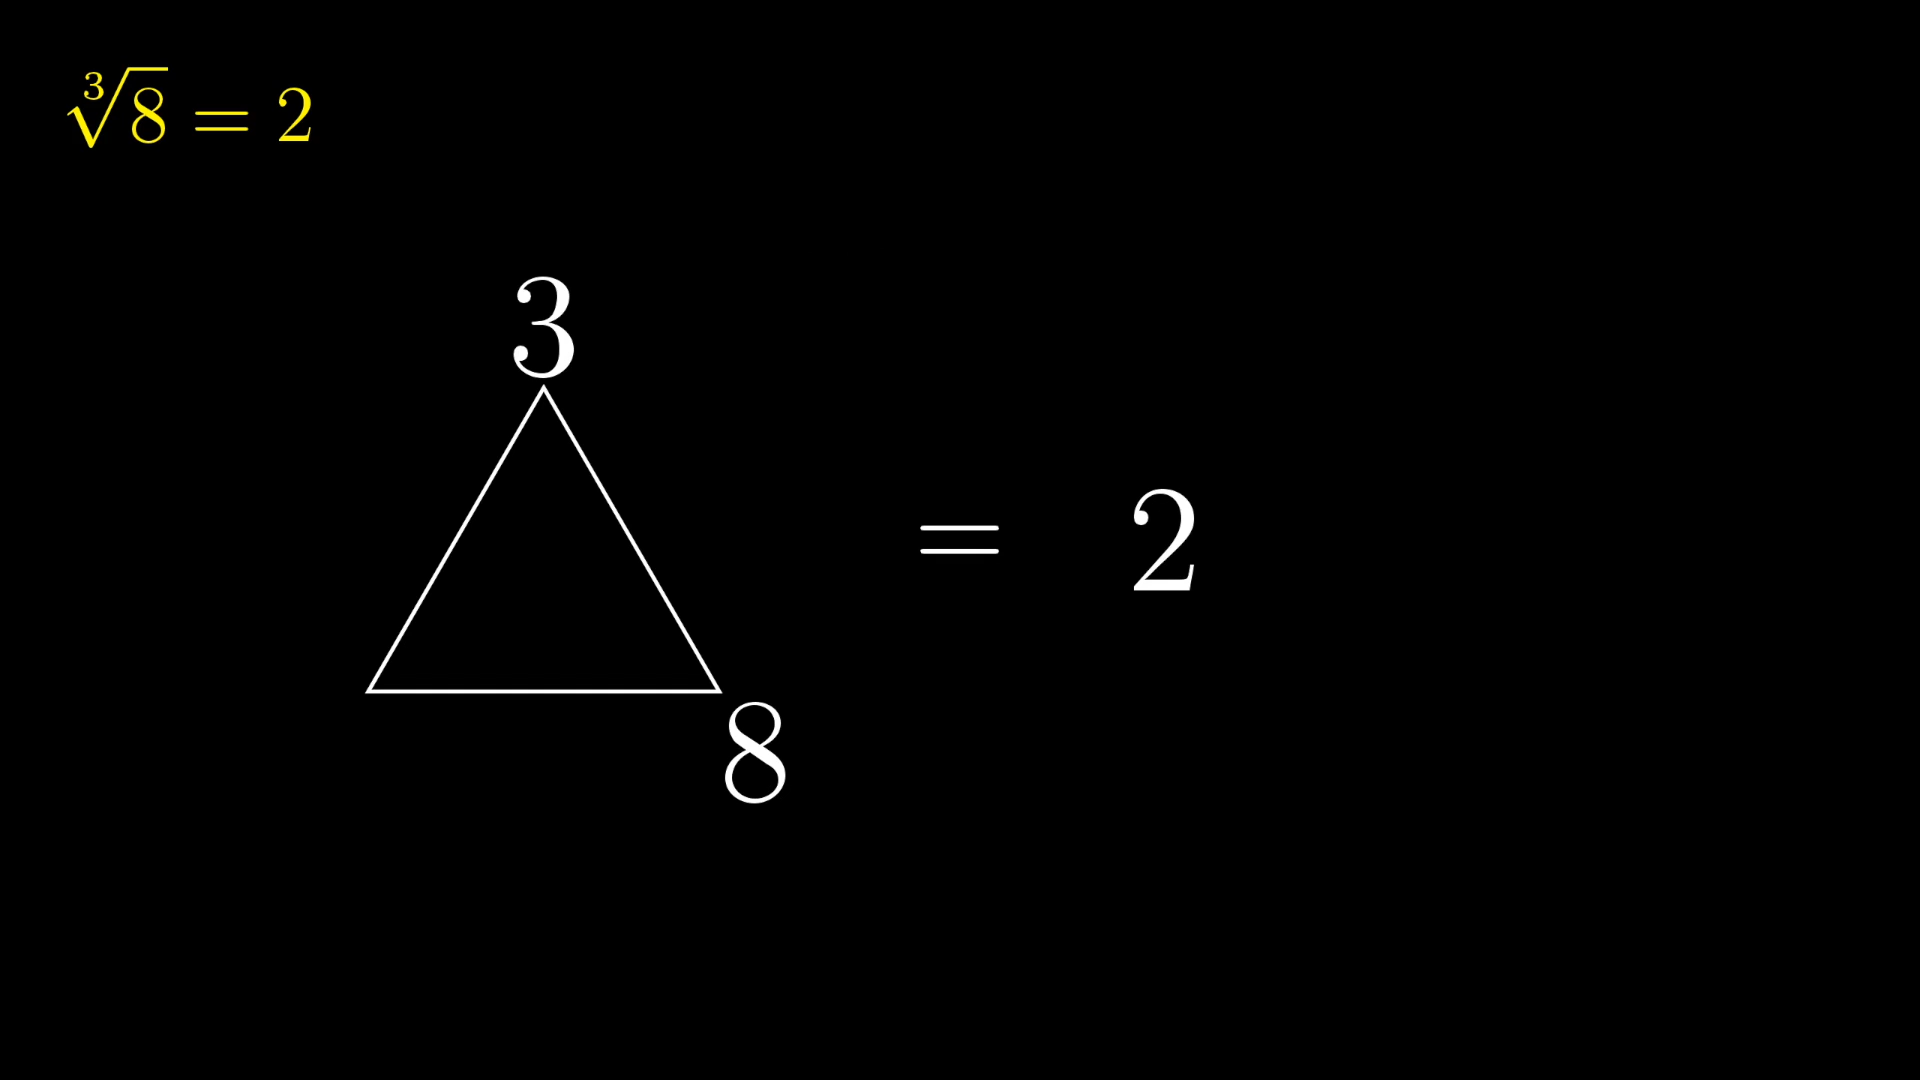 ∛8 = 2
3
= 2
8